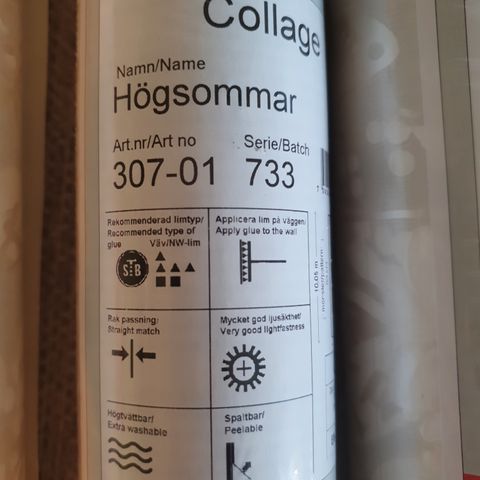 Collage
Namn/Name
Högsommar
Art.nr/Art no Serie/Batch
307-01 733
Rekommenderad limtyp/
Recommended type of
glue Väv/NW-lim
STB
Applicera lim på väggen/
Apply glue to the wall
Rak passning/
Straight match
Mycket god ljusäkthet/
Very good lightfastness
Högtvättbar/
Extra washable
Spaltbar/
Peelable
10,05 m